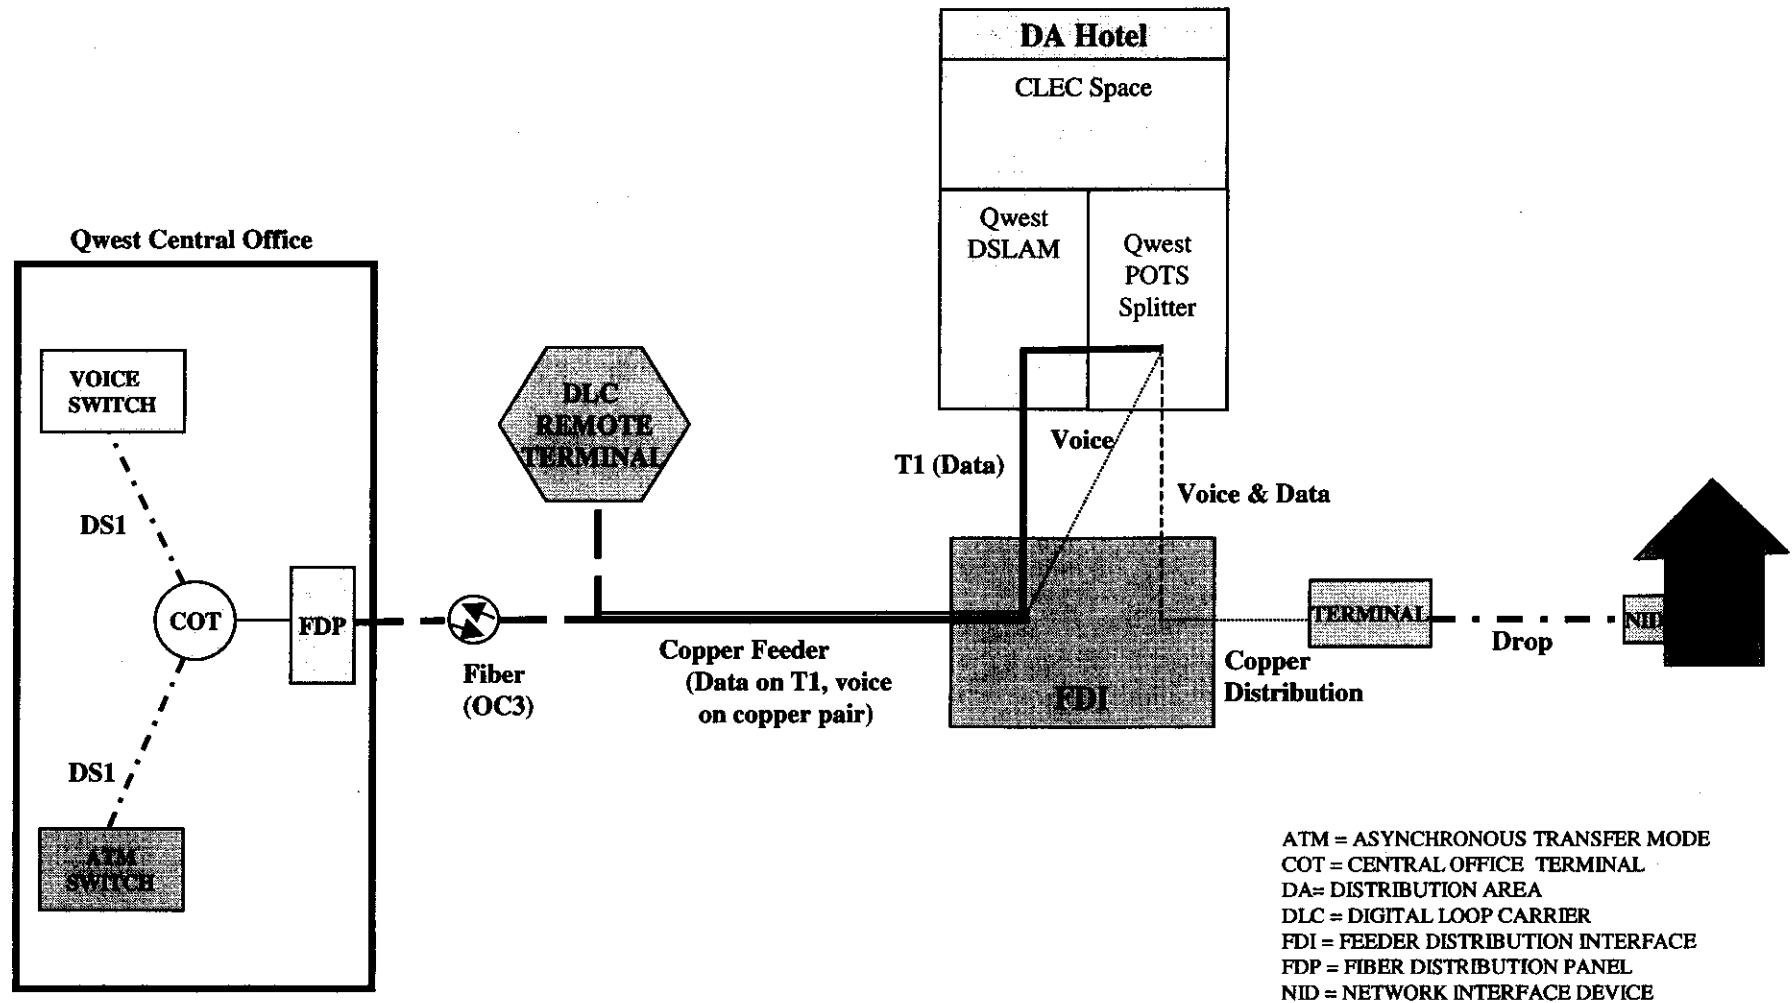 DA Hotel
CLEC Space
Qwest
DSLAM
Qwest
POTS
Splitter
Qwest Central Office
VOICE
SWITCH
DS1
COT
FDP
DS1
ATM
SWITCH
DLC
REMOTE
TERMINAL
Fiber
(OC3)
Copper Feeder
(Data on T1, voice
on copper pair)
T1 (Data)
Voice
Voice & Data
FDI
Copper
Distribution
TERMINAL
Drop
NID
ATM = ASYNCHRONOUS TRANSFER MODE
COT = CENTRAL OFFICE TERMINAL
DA= DISTRIBUTION AREA
DLC = DIGITAL LOOP CARRIER
FDI = FEEDER DISTRIBUTION INTERFACE
FDP = FIBER DISTRIBUTION PANEL
NID = NETWORK INTERFACE DEVICE